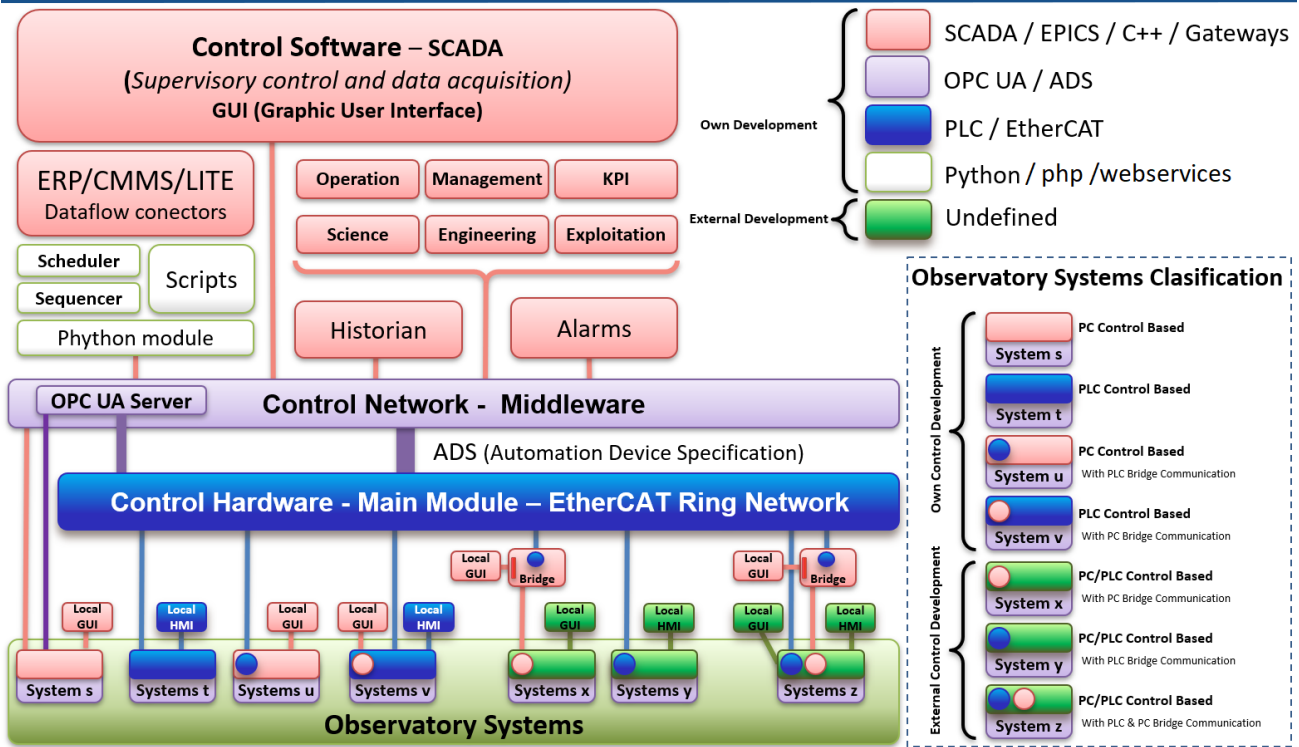 Control Software – SCADA
(Supervisory control and data acquisition)
GUI (Graphic User Interface)
ERP/CMMS/LITE
Dataflow conectors
Operation
Management
KPI
Science
Engineering
Exploitation
Scheduler
Sequencer
Scripts
Phython module
Historian
Alarms
Own Development
External Development
SCADA / EPICS / C++ / Gateways
OPC UA / ADS
PLC / EtherCAT
Python / php /webservices
Undefined
OPC UA Server
Control Network - Middleware
ADS (Automation Device Specification)
Control Hardware - Main Module – EtherCAT Ring Network
Local
GUI
Bridge
Local
GUI
Bridge
Local
GUI
Local
HMI
Local
GUI
Local
GUI
Local
HMI
Local
GUI
Local
HMI
Local
GUI
Local
HMI
System s
Systems t
Systems u
Systems v
Systems x
Systems y
Systems z
Observatory Systems
Observatory Systems Clasification
Own Control Development
External Control Development
PC Control Based
System s
PLC Control Based
System t
PC Control Based
With PLC Bridge Communication
System u
PLC Control Based
With PC Bridge Communication
System v
PC/PLC Control Based
With PC Bridge Communication
System x
PC/PLC Control Based
With PLC Bridge Communication
System y
PC/PLC Control Based
With PLC & PC Bridge Communication
System z